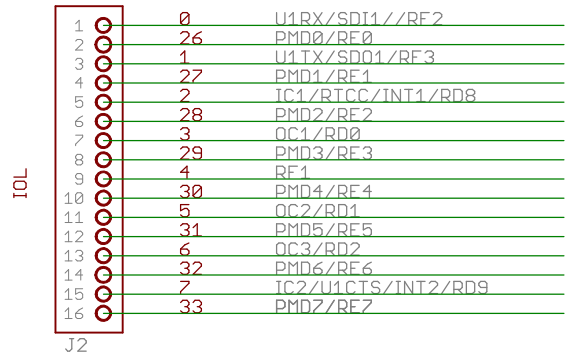 1 0 U1RX/SDI1//RF2
2 26 PMD0/RE0
3 1 U1TX/SDO1/RF3
4 27 PMD1/RE1
5 2 IC1/RTCC/INT1/RD8
6 28 PMD2/RE2
7 3 OC1/RD0
8 29 PMD3/RE3
9 4 RF1
10 30 PMD4/RE4
11 5 OC2/RD1
12 31 PMD5/RE5
13 6 OC3/RD2
14 32 PMD6/RE6
15 7 IC2/U1CTS/INT2/RD9
16 33 PMD7/RE7
IOL
J2